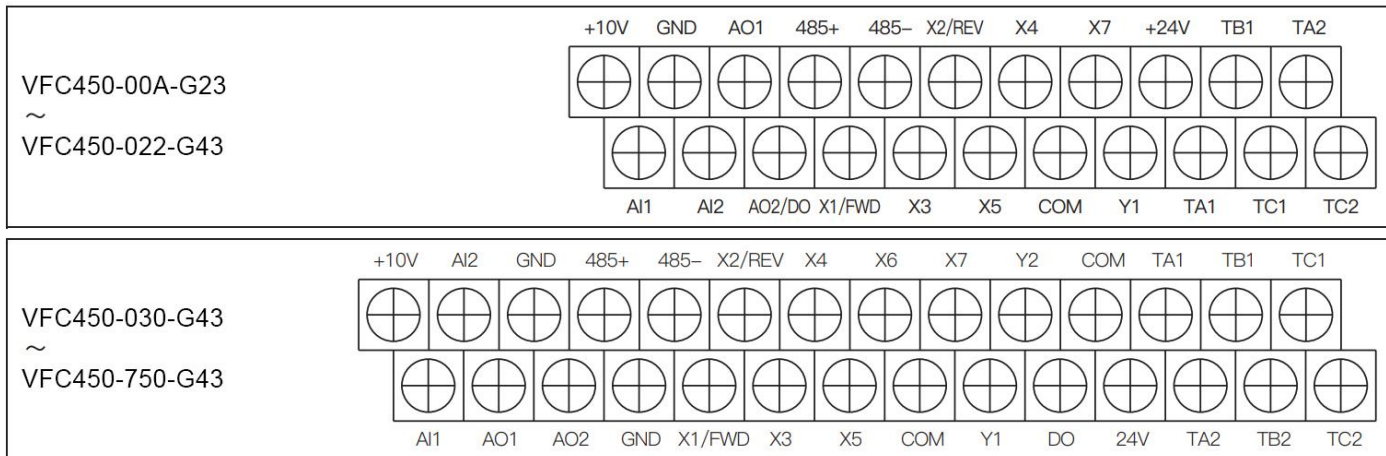 +10V GND AO1 485+ 485– X2/REV X4 X7 +24V TB1 TA2
VFC450-00A-G23
~
VFC450-022-G43
AI1 AI2 AO2/DO X1/FWD X3 X5 COM Y1 TA1 TC1 TC2
+10V AI2 GND 485+ 485– X2/REV X4 X6 X7 Y2 COM TA1 TB1 TC1
VFC450-030-G43
~
VFC450-750-G43
AI1 AO1 AO2 GND X1/FWD X3 X5 COM Y1 DO 24V TA2 TB2 TC2